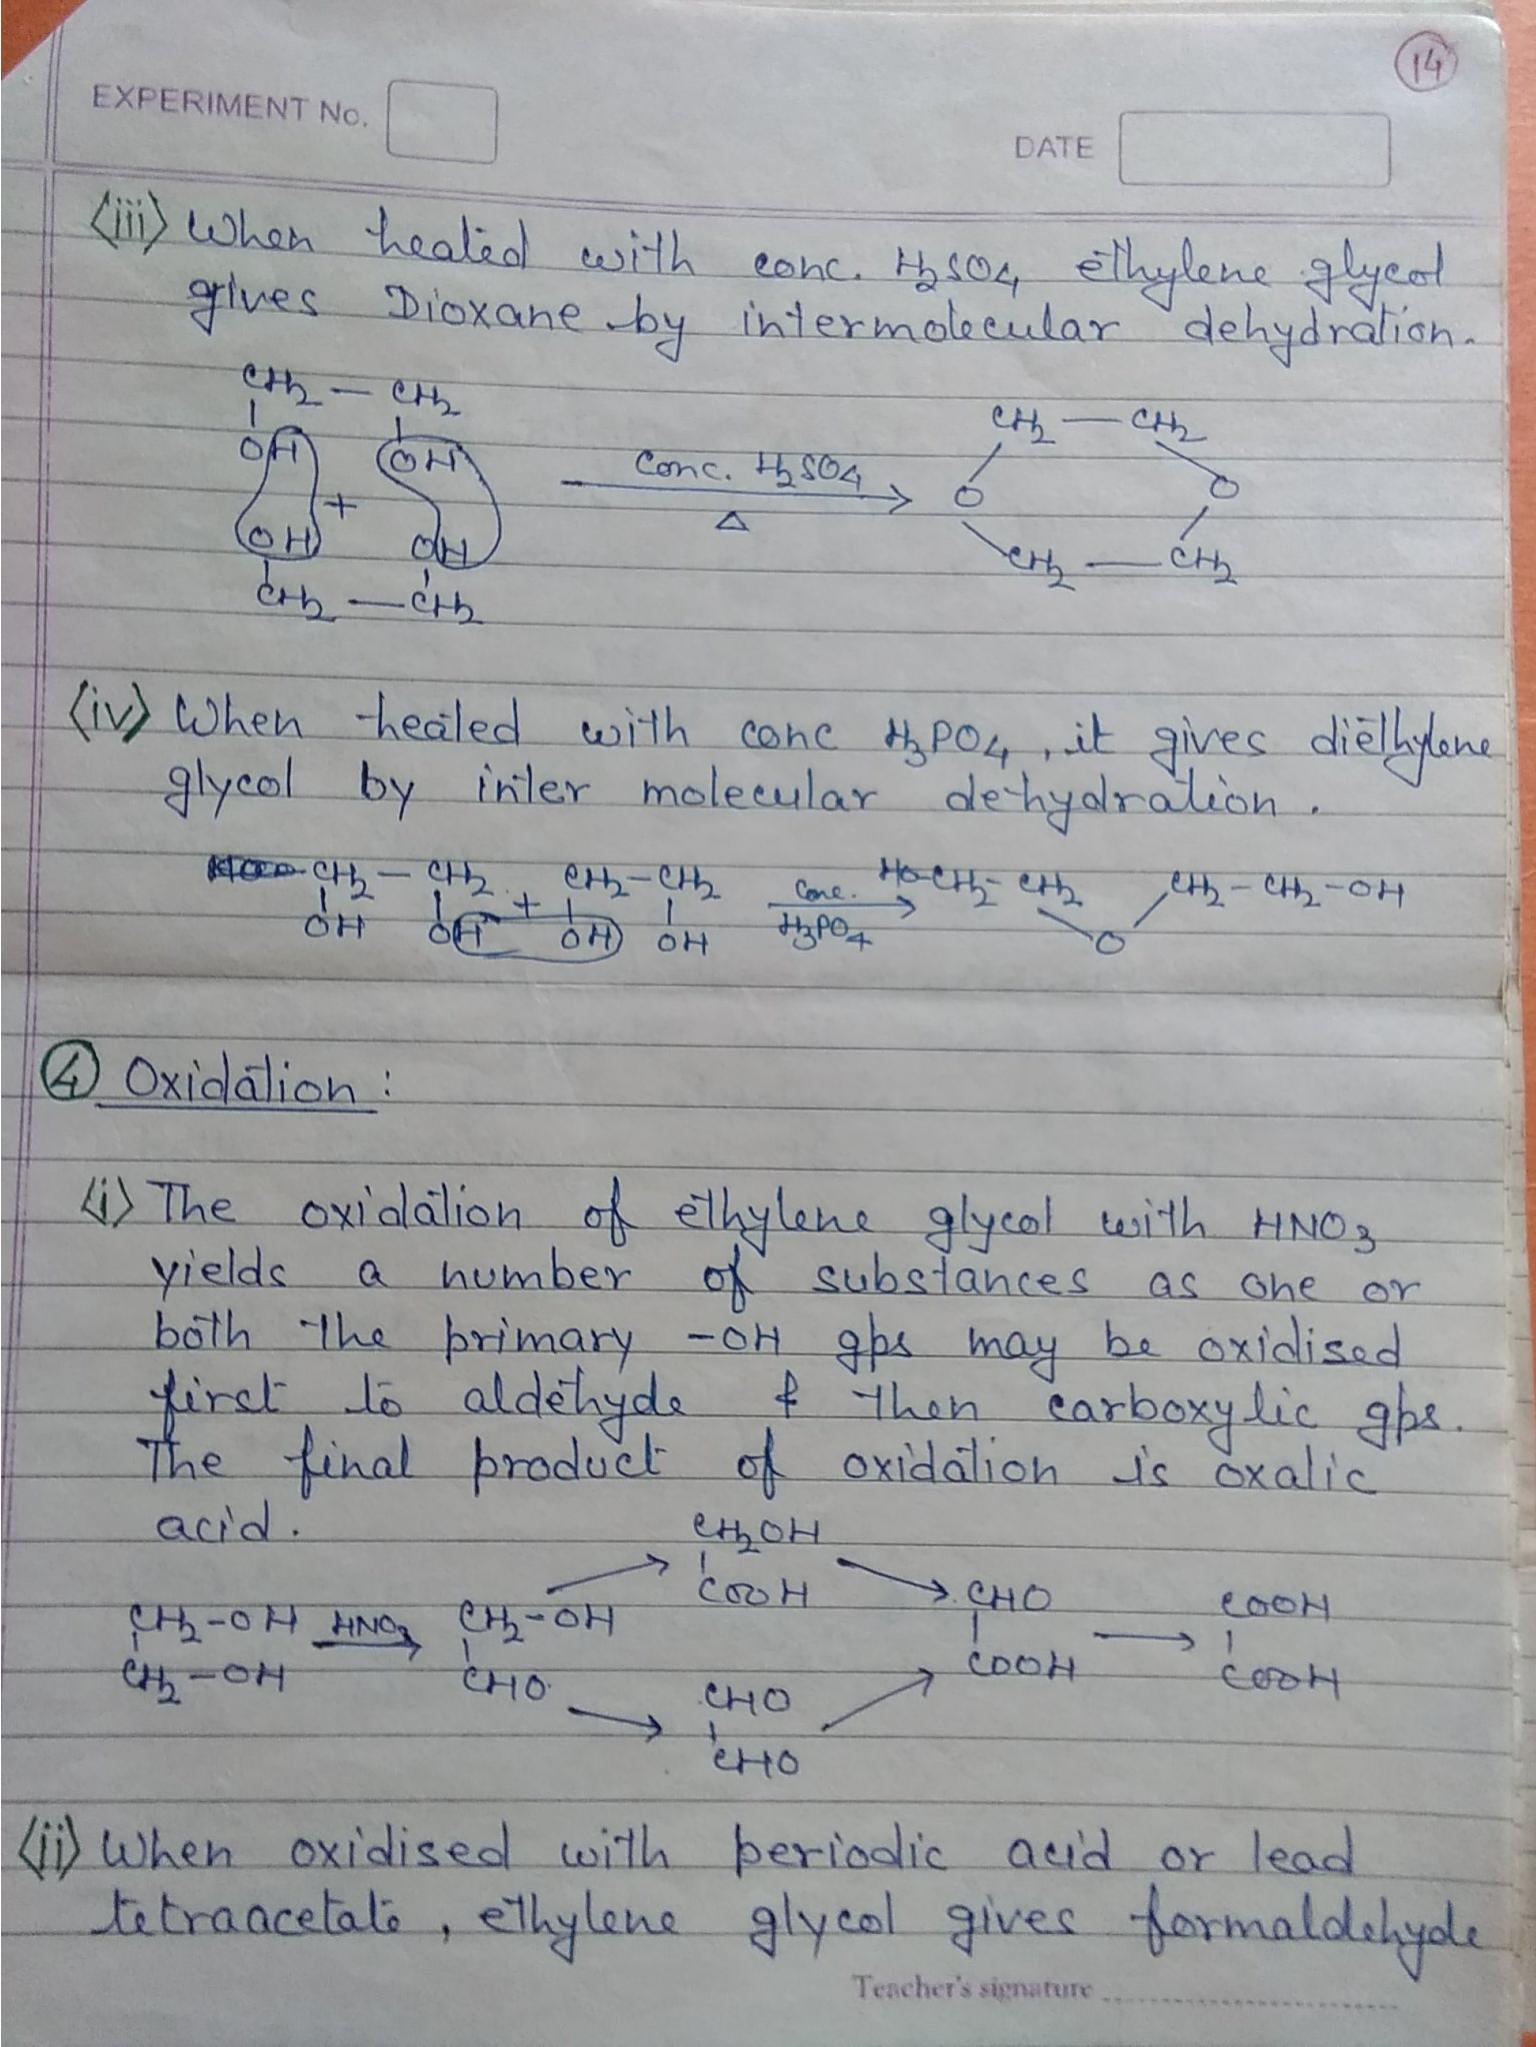 14
EXPERIMENT No.
DATE
(iii) When heated with conc. H2SO4 ethylene glycol
gives Dioxane by intermolecular dehydration.
CH2 — CH2
OH OH
+
OH OH
CH2 — CH2
Conc. H2SO4
Δ
CH2 — CH2
O O
CH2 — CH2
(iv) When heated with conc H3PO4, it gives diethylene
glycol by inter molecular dehydration.
CH2 — CH2 + CH2 — CH2 Conc. HO-CH2 - CH2 CH2 - CH2 - OH
OH OH OH OH H3PO4 O
④ Oxidation :
(i) The oxidation of ethylene glycol with HNO3
yields a number of substances as one or
both the primary -OH gps may be oxidised
first to aldehyde & then carboxylic gps.
The final product of oxidation is oxalic
acid.
CH2OH
COOH
CH2-OH HNO3 CH2-OH CHO COOH
CH2-OH CHO COOH COOH
CHO
CHO
(ii) When oxidised with periodic acid or lead
tetraacetate, ethylene glycol gives formaldehyde
Teacher's signature